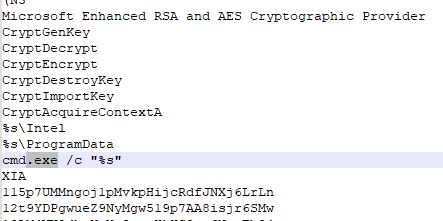 Microsoft Enhanced RSA and AES Cryptographic Provider
CryptGenKey
CryptDecrypt
CryptEncrypt
CryptDestroyKey
CryptImportKey
CryptAcquireContextA
%s\Intel
%s\ProgramData
cmd.exe /c "%s"
XIA
115p7UMMngoj1pMvkpHijcRdfJNXj6LrLn
12t9YDPgwueZ9NyMgw519p7AA8isjr6SMw